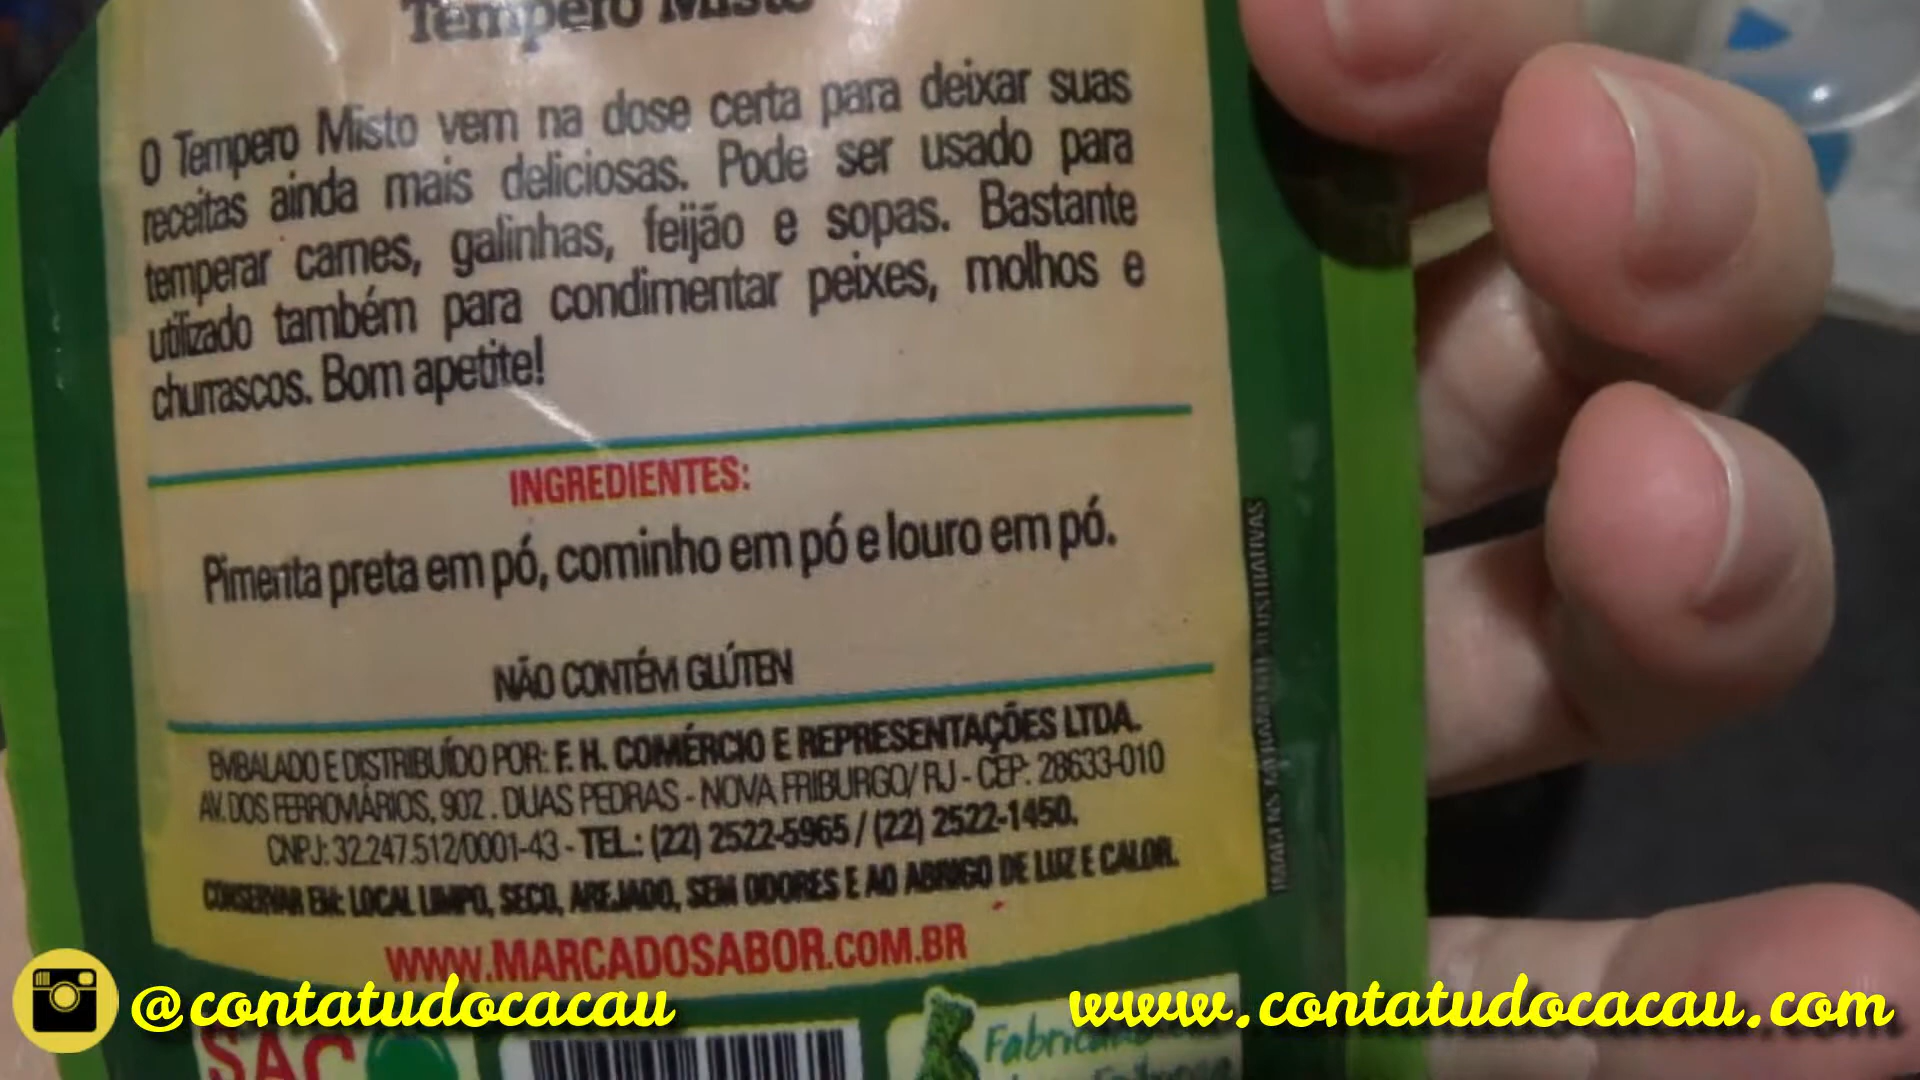 Tempero Misto
O Tempero Misto vem na dose certa para deixar suas
receitas ainda mais deliciosas. Pode ser usado para
temperar carnes, galinhas, feijão e sopas. Bastante
utilizado também para condimentar peixes, molhos e
churrascos. Bom apetite!
INGREDIENTES:
Pimenta preta em pó, cominho em pó e louro em pó.
NÃO CONTÉM GLÚTEN
EMBALADO E DISTRIBUÍDO POR: F. H. COMÉRCIO E REPRESENTAÇÕES LTDA.
AV. DOS FERROVIÁRIOS, 902 . DUAS PEDRAS - NOVA FRIBURGO/ RJ - CEP: 28633-010
CNPJ: 32.247.512/0001-43 - TEL.: (22) 2522-5965 / (22) 2522-1450.
CONSERVAR EM: LOCAL LIMPO, SECO, AREJADO, SEM ODORES E AO ABRIGO DE LUZ E CALOR.
WWW.MARCADOSABOR.COM.BR
IMAGENS MERAMENTE ILUSTRATIVAS
@contatudocacau
www.contatudocacau.com
SAC